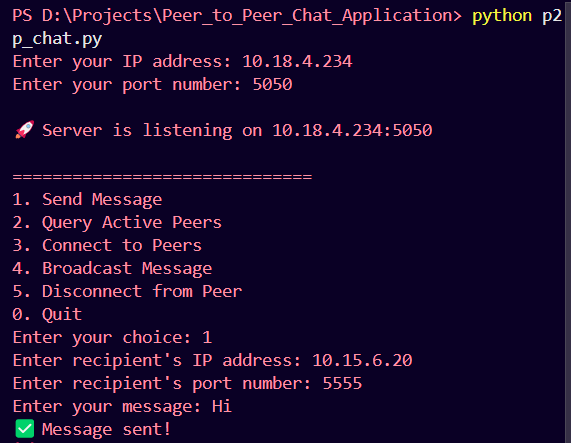 PS D:\Projects\Peer_to_Peer_Chat_Application> python p2
p_chat.py
Enter your IP address: 10.18.4.234
Enter your port number: 5050
🚀 Server is listening on 10.18.4.234:5050
==============================
1. Send Message
2. Query Active Peers
3. Connect to Peers
4. Broadcast Message
5. Disconnect from Peer
0. Quit
Enter your choice: 1
Enter recipient's IP address: 10.15.6.20
Enter recipient's port number: 5555
Enter your message: Hi
✅ Message sent!